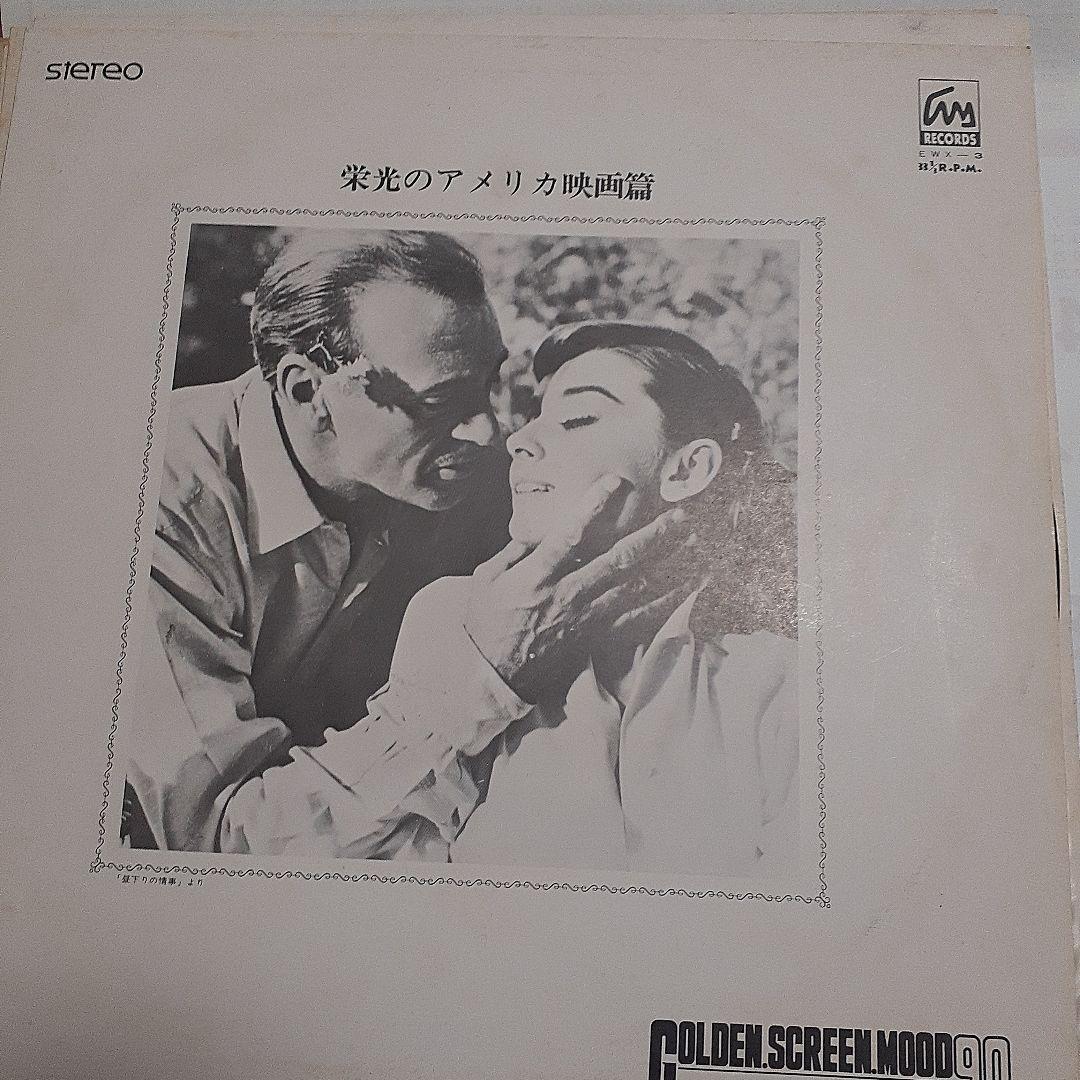 stereo
RECORDS
EWX-3
33⅓R.P.M.
栄光のアメリカ映画篇
「昼下りの情事」より
GOLDEN.SCREEN.MOOD90